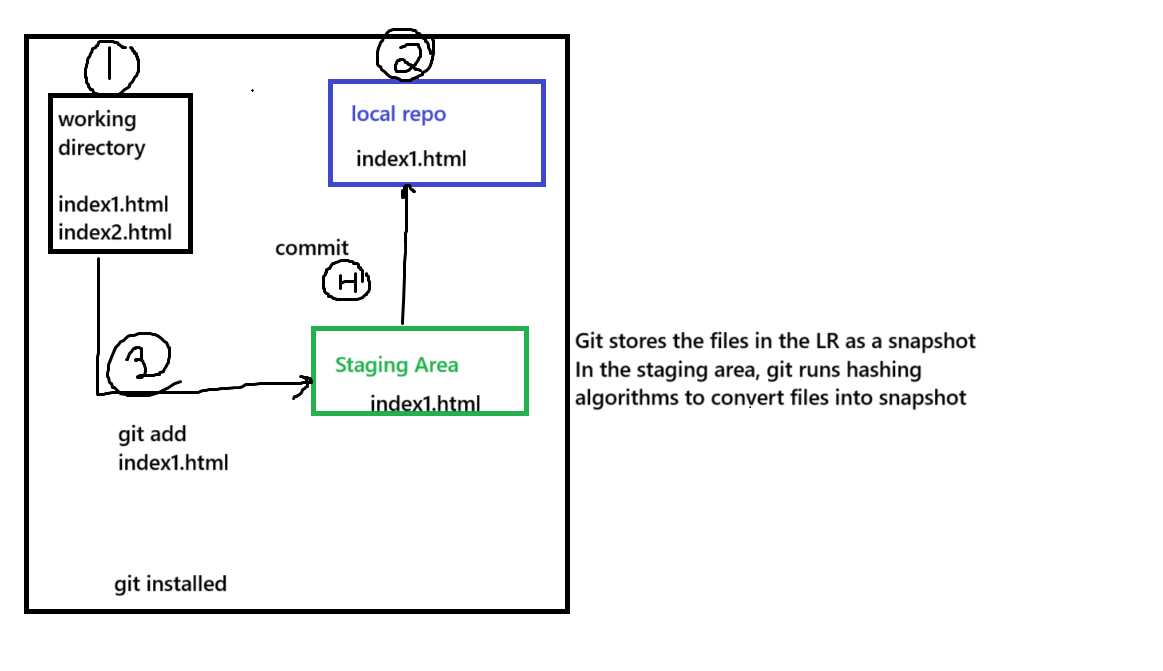 1
2
working
directory
index1.html
index2.html
local repo
index1.html
commit
H
3
Staging Area
index1.html
git add
index1.html
git installed
Git stores the files in the LR as a snapshot
In the staging area, git runs hashing
algorithms to convert files into snapshot